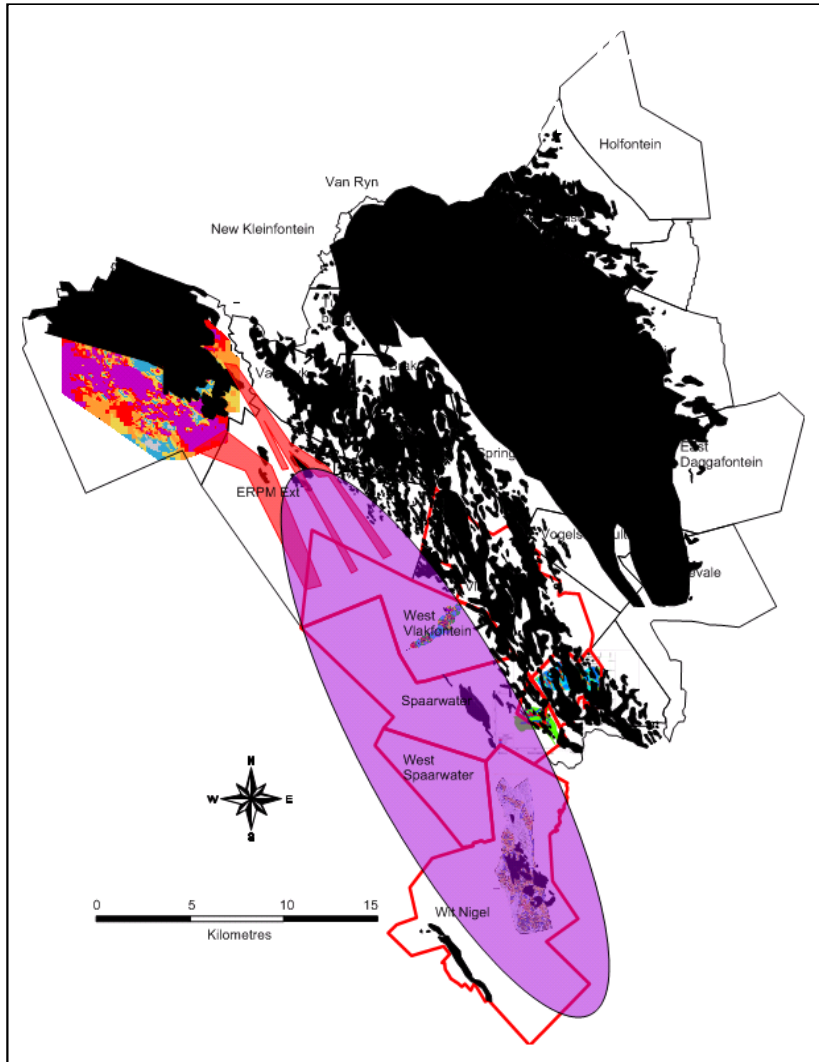 Holfontein
Van Ryn
New Kleinfontein
East
Daggafontein
ERPM Ext
West
Vlakfontein
Spaarwater
West
Spaarwater
N
W
E
S
0
5
10
15
Kilometres
Wit Nigel